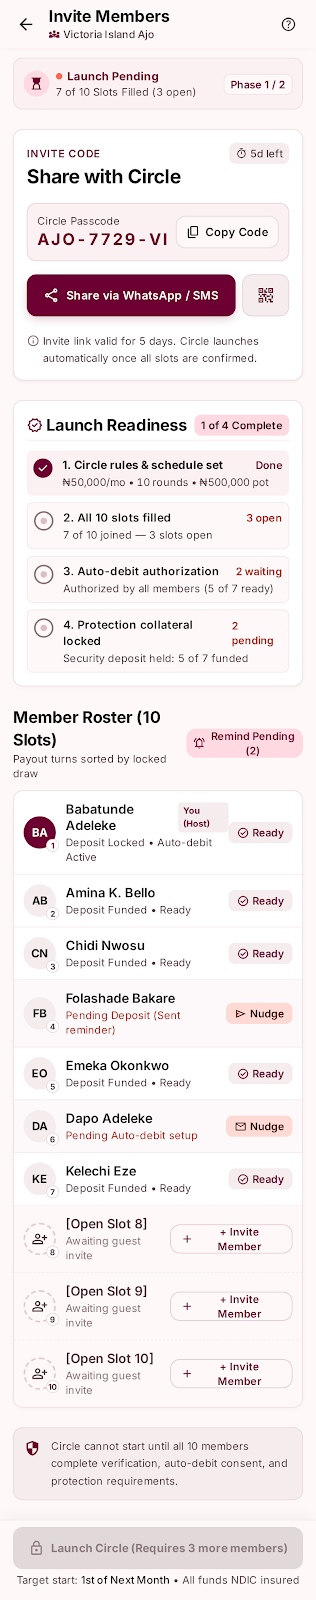 Invite Members
Victoria Island Ajo
Launch Pending
7 of 10 Slots Filled (3 open)
Phase 1 / 2
INVITE CODE
5d left
Share with Circle
Circle Passcode
AJO-7729-VI
Copy Code
Share via WhatsApp / SMS
Invite link valid for 5 days. Circle launches
automatically once all slots are confirmed.
Launch Readiness
1 of 4 Complete
1. Circle rules & schedule set
Done
₦50,000/mo • 10 rounds • ₦500,000 pot
2. All 10 slots filled
3 open
7 of 10 joined — 3 slots open
3. Auto-debit authorization
2 waiting
Authorized by all members (5 of 7 ready)
4. Protection collateral
locked
2
pending
Security deposit held: 5 of 7 funded
Member Roster (10
Slots)
Payout turns sorted by locked
draw
Remind Pending
(2)
BA
1
Babatunde
Adeleke
You
(Host)
Deposit Locked • Auto-debit
Active
Ready
AB
2
Amina K. Bello
Deposit Funded • Ready
Ready
CN
3
Chidi Nwosu
Deposit Funded • Ready
Ready
FB
4
Folashade Bakare
Pending Deposit (Sent
reminder)
Nudge
EO
5
Emeka Okonkwo
Deposit Funded • Ready
Ready
DA
6
Dapo Adeleke
Pending Auto-debit setup
Nudge
KE
7
Kelechi Eze
Deposit Funded • Ready
Ready
8
[Open Slot 8]
Awaiting guest
invite
+ Invite
Member
9
[Open Slot 9]
Awaiting guest
invite
+ Invite
Member
10
[Open Slot 10]
Awaiting guest
invite
+ Invite
Member
Circle cannot start until all 10 members
complete verification, auto-debit consent, and
protection requirements.
Launch Circle (Requires 3 more members)
Target start: 1st of Next Month • All funds NDIC insured